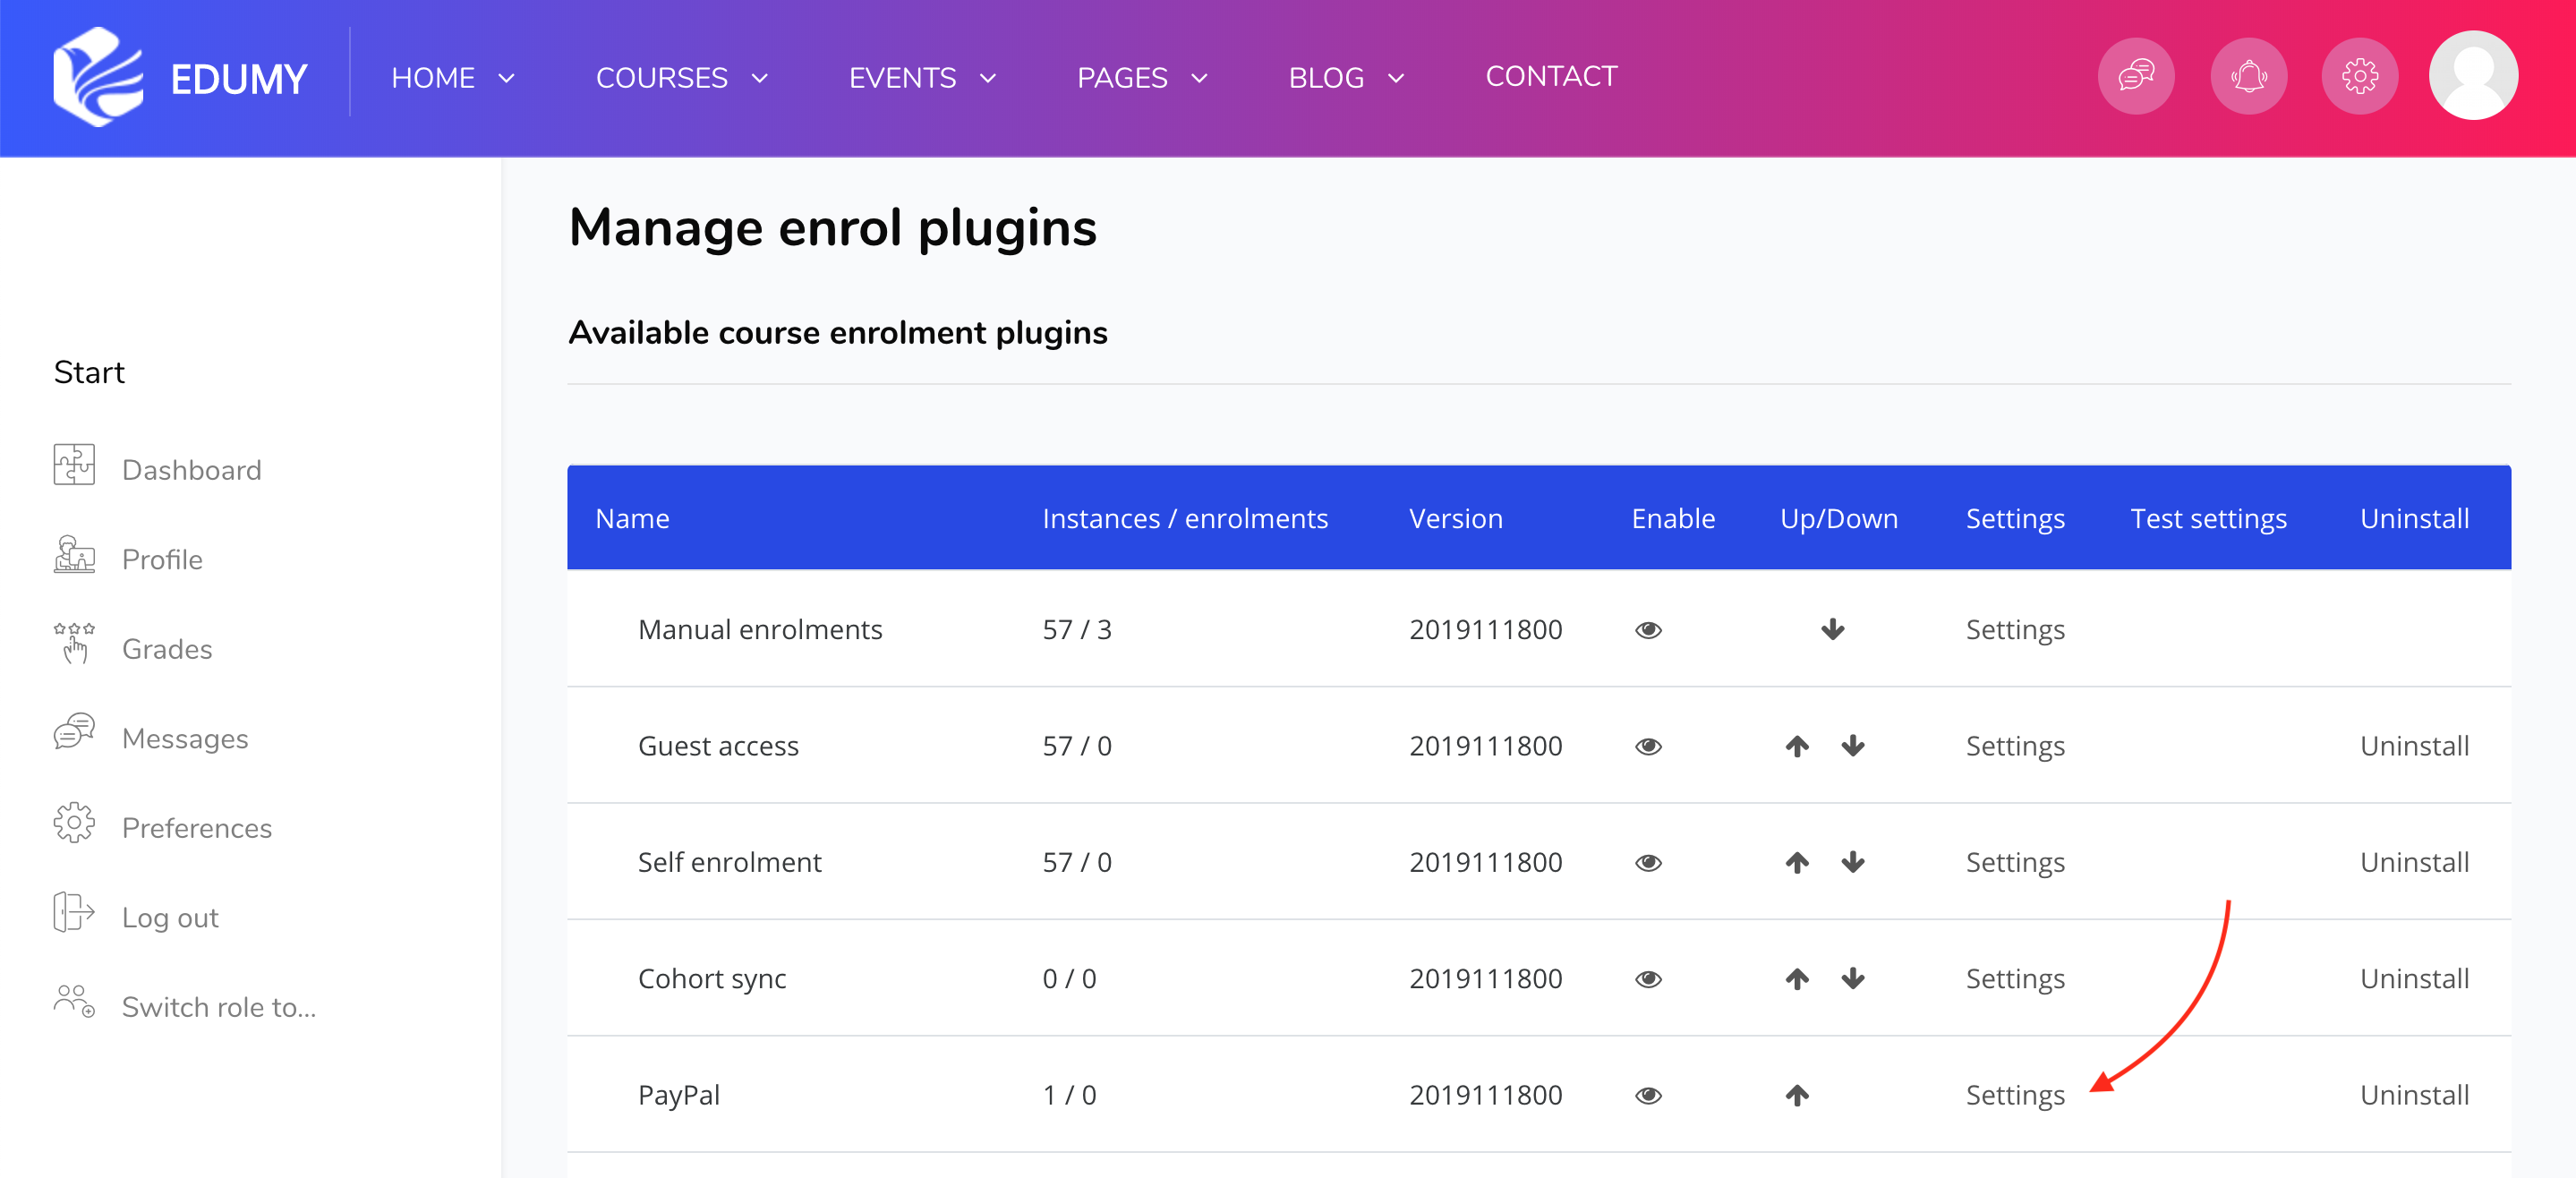 EDUMY HOME COURSES EVENTS PAGES BLOG CONTACT
Start
Dashboard
Profile
Grades
Messages
Preferences
Log out
Switch role to...
Manage enrol plugins
Available course enrolment plugins
Name Instances / enrolments Version Enable Up/Down Settings Test settings Uninstall
Manual enrolments 57 / 3 2019111800 Settings
Guest access 57 / 0 2019111800 Settings Uninstall
Self enrolment 57 / 0 2019111800 Settings Uninstall
Cohort sync 0 / 0 2019111800 Settings Uninstall
PayPal 1 / 0 2019111800 Settings Uninstall